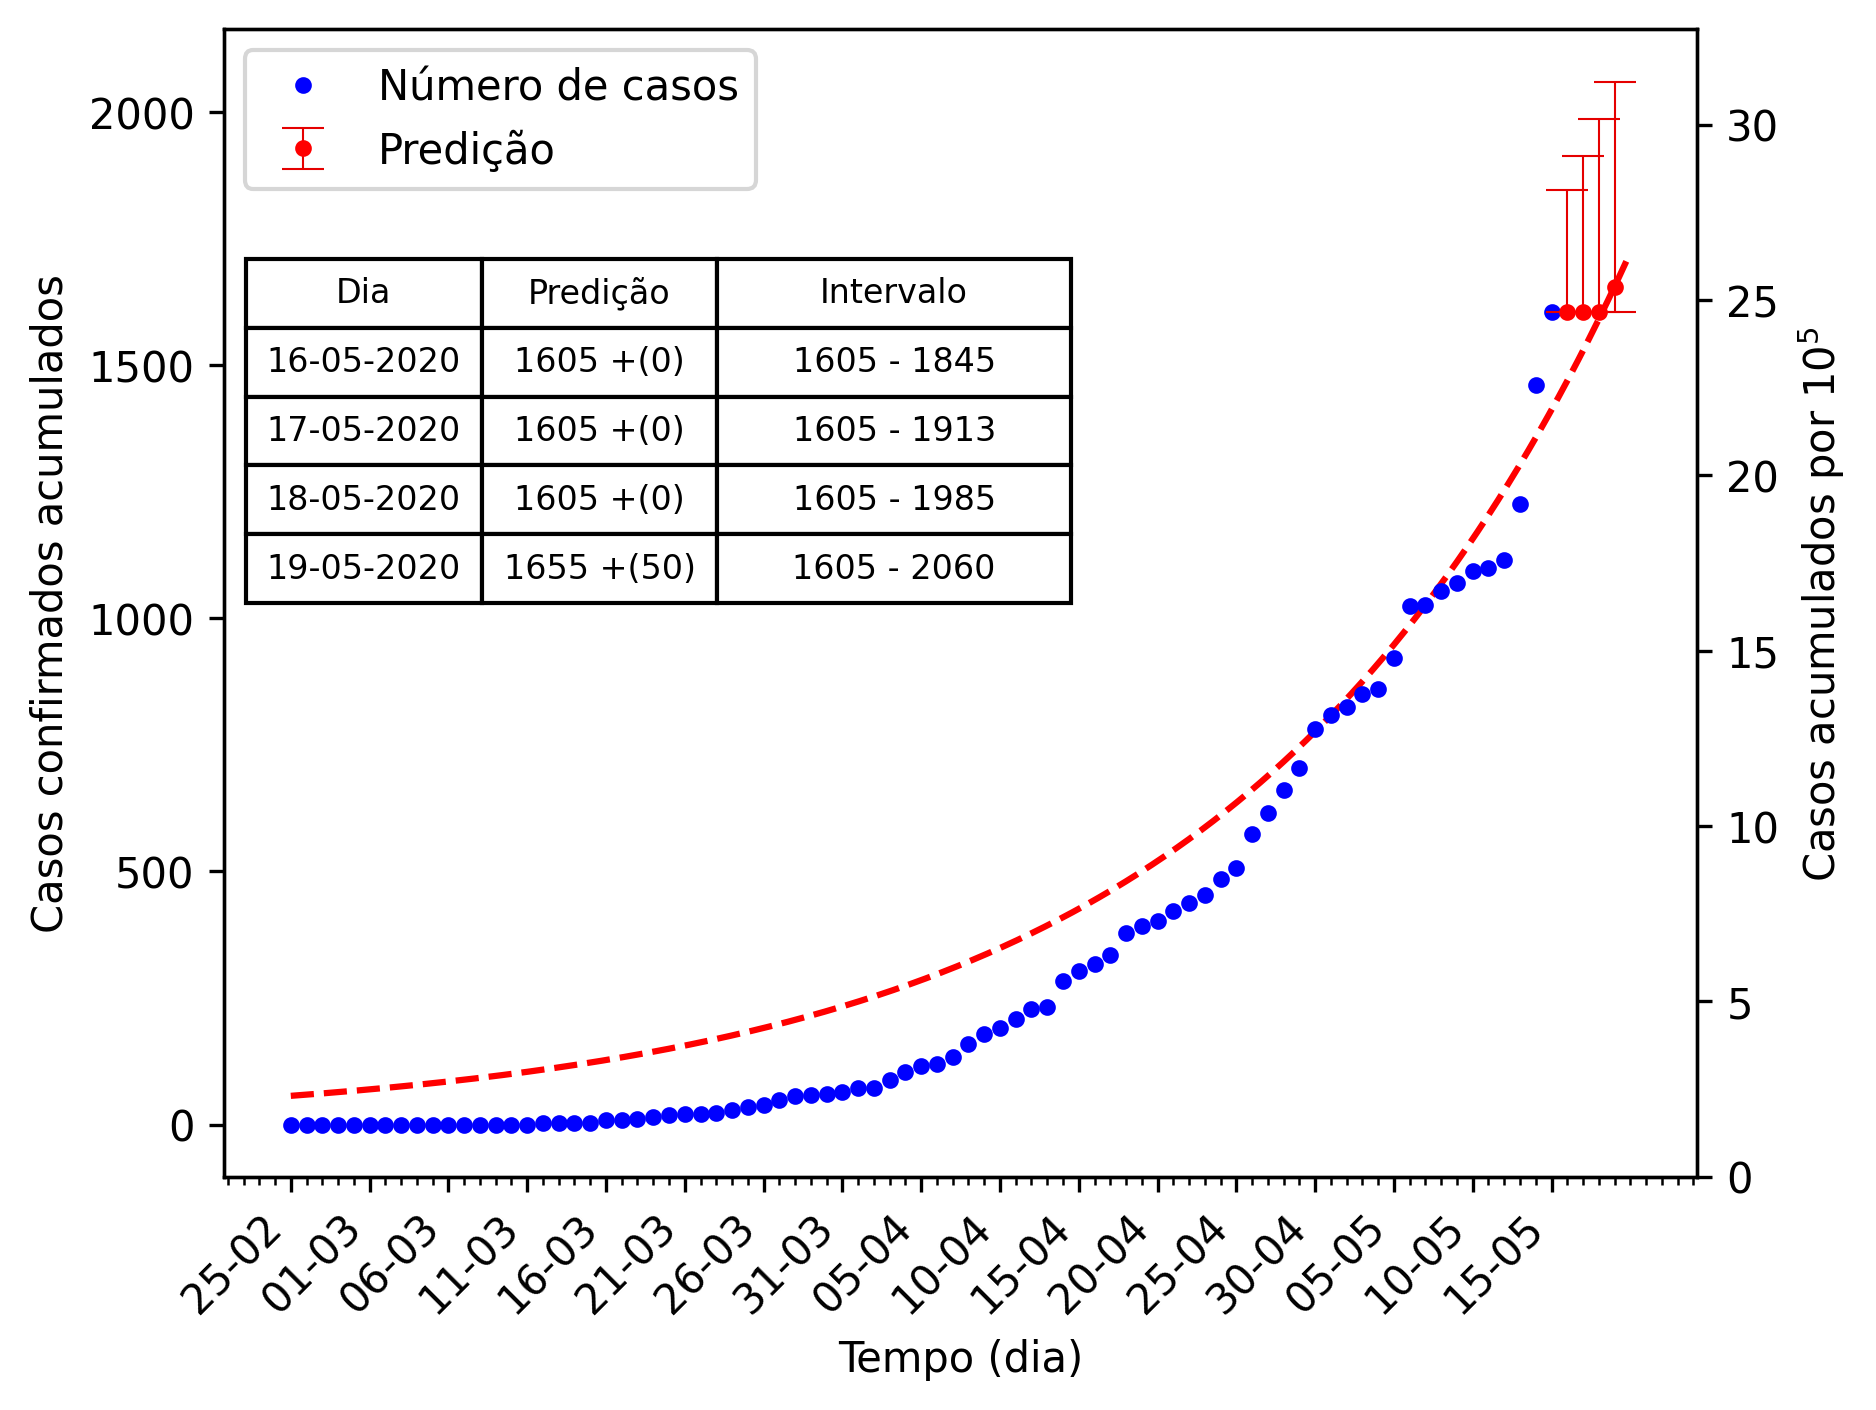 Número de casos
Predição
Dia Predição Intervalo
16-05-2020 1605 +(0) 1605 - 1845
17-05-2020 1605 +(0) 1605 - 1913
18-05-2020 1605 +(0) 1605 - 1985
19-05-2020 1655 +(50) 1605 - 2060
Casos confirmados acumulados
2000
1500
1000
500
0
Casos acumulados por 10⁵
30
25
20
15
10
5
0
25-02 01-03 06-03 11-03 16-03 21-03 26-03 31-03 05-04 10-04 15-04 20-04 25-04 30-04 05-05 10-05 15-05
Tempo (dia)